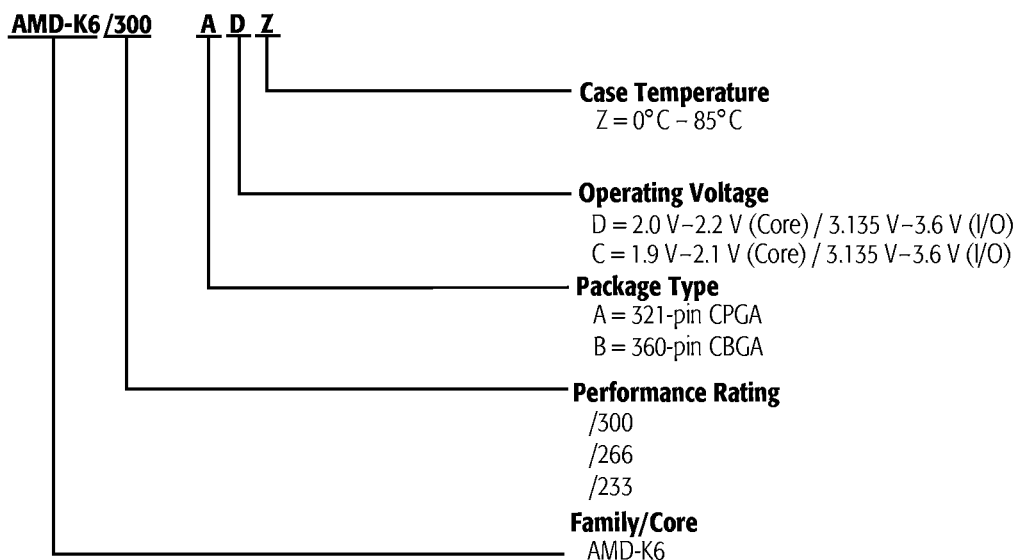 AMD-K6 /300 A D Z
Case Temperature
Z = 0°C – 85°C
Operating Voltage
D = 2.0 V–2.2 V (Core) / 3.135 V–3.6 V (I/O)
C = 1.9 V–2.1 V (Core) / 3.135 V–3.6 V (I/O)
Package Type
A = 321-pin CPGA
B = 360-pin CBGA
Performance Rating
/300
/266
/233
Family/Core
AMD-K6